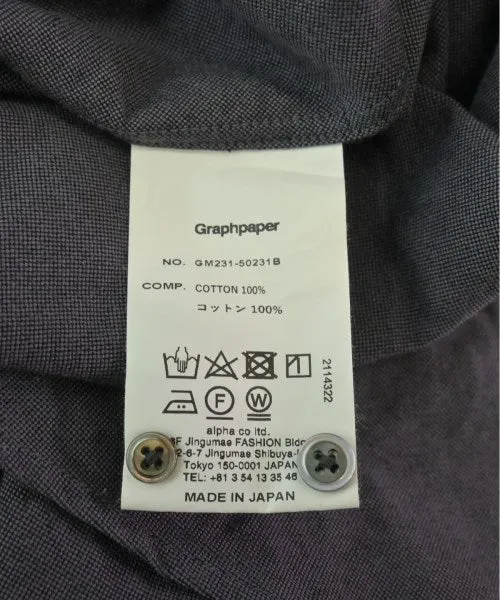 Graphpaper
NO. GM231-50231B
COMP. COTTON 100%
コットン 100%
2114322
F
W
alpha co ltd.
Jingumae FASHION Bldg
2-6-7 Jingumae Shibuya-
Tokyo 150-0001 JAPAN
TEL: +81 3 54 13 35 46
MADE IN JAPAN